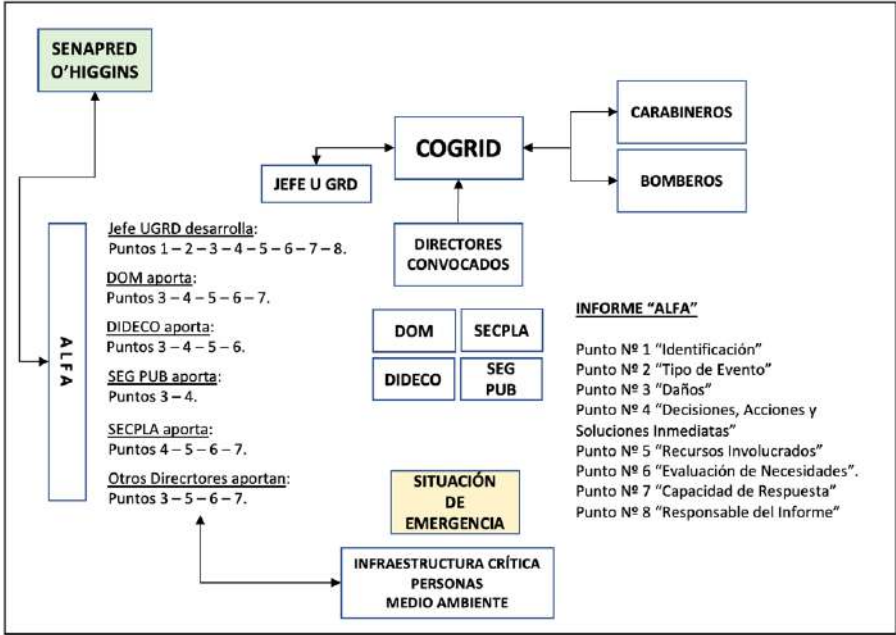 SENAPRED
O'HIGGINS
COGRID
CARABINEROS
BOMBEROS
JEFE U GRD
DIRECTORES
CONVOCADOS
ALFA
Jefe UGRD desarrolla:
Puntos 1 – 2 – 3 – 4 – 5 – 6 – 7 – 8.
DOM aporta:
Puntos 3 – 4 – 5 – 6 – 7.
DIDECO aporta:
Puntos 3 – 4 – 5 – 6.
SEG PUB aporta:
Puntos 3 – 4.
SECPLA aporta:
Puntos 4 – 5 – 6 – 7.
Otros Direcrtores aportan:
Puntos 3 – 5 – 6 – 7.
DOM
SECPLA
DIDECO
SEG
PUB
INFORME "ALFA"
Punto Nº 1 "Identificación"
Punto Nº 2 "Tipo de Evento"
Punto Nº 3 "Daños"
Punto Nº 4 "Decisiones, Acciones y
Soluciones Inmediatas"
Punto Nº 5 "Recursos Involucrados"
Punto Nº 6 "Evaluación de Necesidades".
Punto Nº 7 "Capacidad de Respuesta"
Punto Nº 8 "Responsable del Informe"
SITUACIÓN
DE
EMERGENCIA
INFRAESTRUCTURA CRÍTICA
PERSONAS
MEDIO AMBIENTE